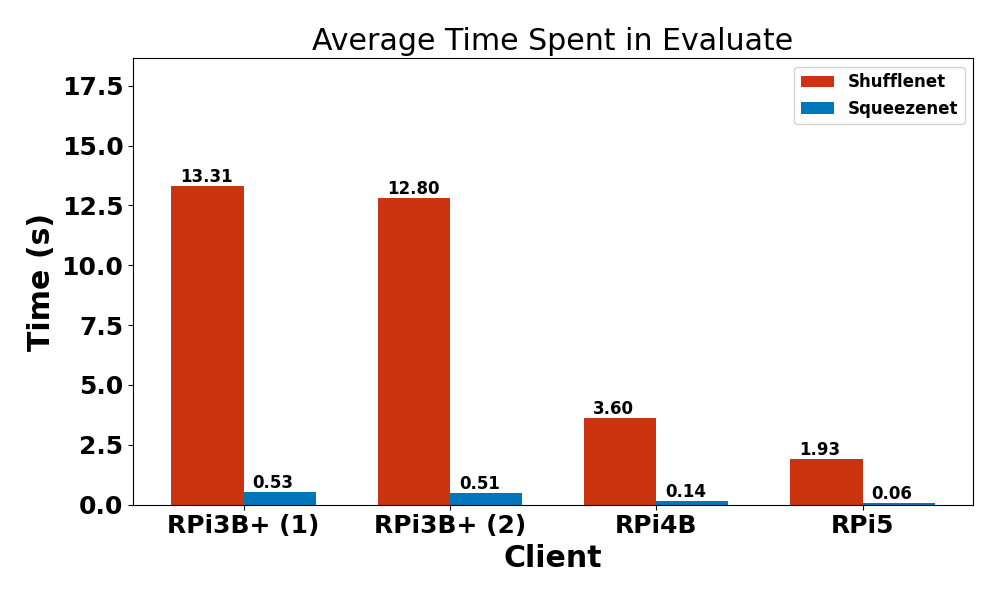 Average Time Spent in Evaluate
Shufflenet
Squeezenet
Time (s)
17.5
15.0
12.5
10.0
7.5
5.0
2.5
0.0
13.31
0.53
12.80
0.51
3.60
0.14
1.93
0.06
RPi3B+ (1)
RPi3B+ (2)
RPi4B
RPi5
Client